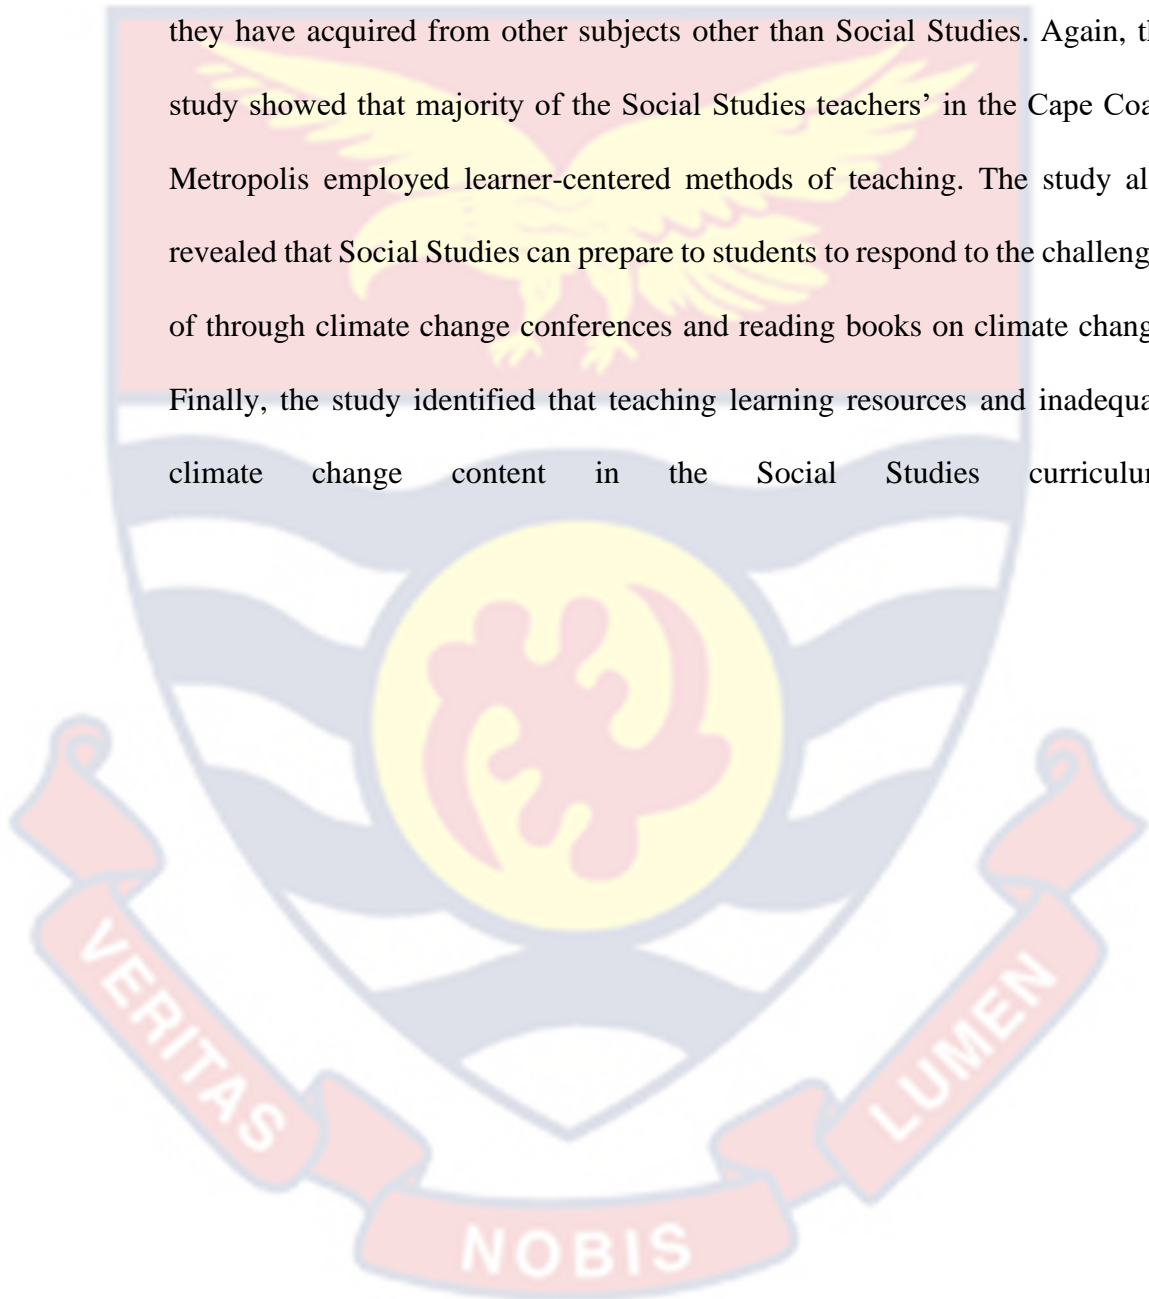 they have acquired from other subjects other than Social Studies. Again, th
study showed that majority of the Social Studies teachers’ in the Cape Coa
Metropolis employed learner-centered methods of teaching. The study al
revealed that Social Studies can prepare to students to respond to the challeng
of through climate change conferences and reading books on climate chang
Finally, the study identified that teaching learning resources and inadequa
climate change content in the Social Studies curriculu
VERITAS
NOBIS
LUMEN